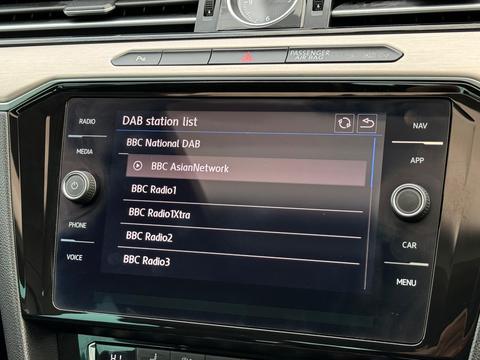 P
PASSENGER
AIR BAG
RADIO
DAB station list
NAV
MEDIA
BBC National DAB
APP
BBC AsianNetwork
BBC Radio1
BBC Radio1Xtra
PHONE
BBC Radio2
CAR
VOICE
BBC Radio3
MENU